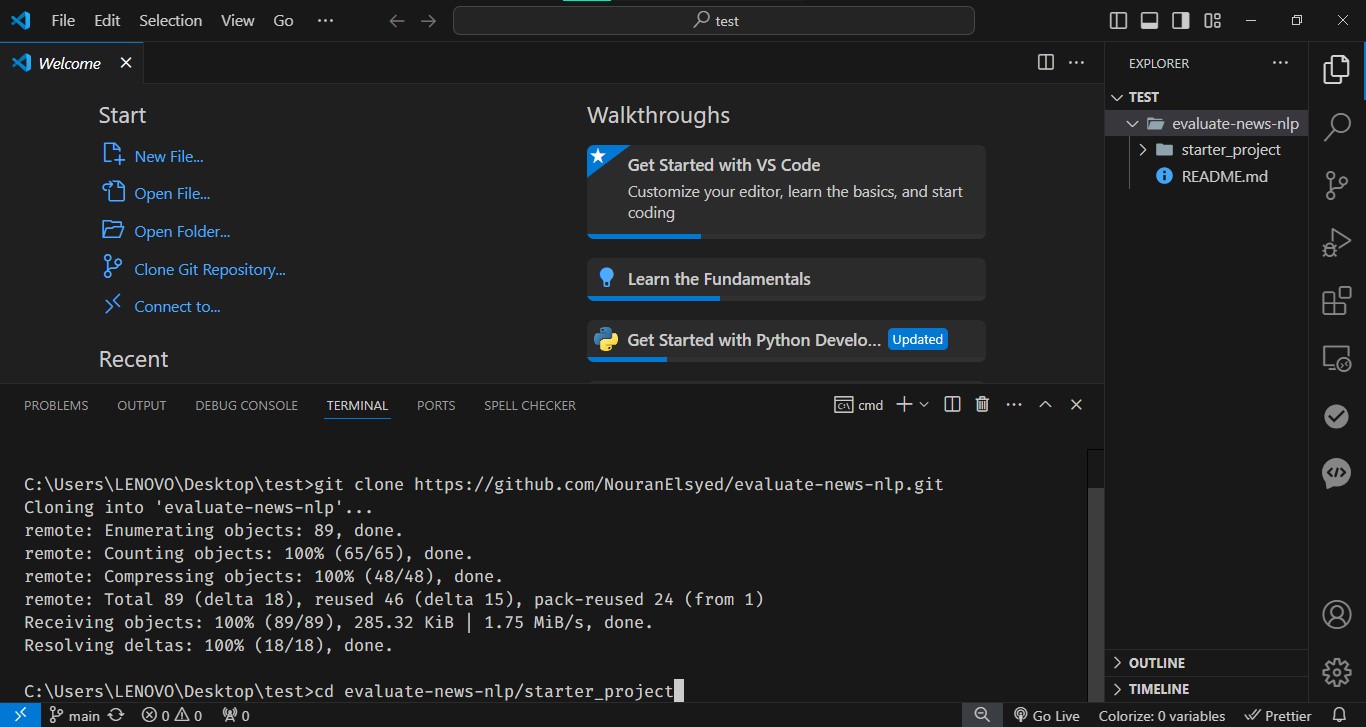 File Edit Selection View Go ··· test
Welcome
Start
New File...
Open File...
Open Folder...
Clone Git Repository...
Connect to...
Recent
Walkthroughs
Get Started with VS Code
Customize your editor, learn the basics, and start
coding
Learn the Fundamentals
Get Started with Python Develo... Updated
EXPLORER
TEST
evaluate-news-nlp
starter_project
README.md
OUTLINE
TIMELINE
PROBLEMS OUTPUT DEBUG CONSOLE TERMINAL PORTS SPELL CHECKER
cmd
C:\Users\LENOVO\Desktop\test>git clone https://github.com/NouranElsyed/evaluate-news-nlp.git
Cloning into 'evaluate-news-nlp'...
remote: Enumerating objects: 89, done.
remote: Counting objects: 100% (65/65), done.
remote: Compressing objects: 100% (48/48), done.
remote: Total 89 (delta 18), reused 46 (delta 15), pack-reused 24 (from 1)
Receiving objects: 100% (89/89), 285.32 KiB | 1.75 MiB/s, done.
Resolving deltas: 100% (18/18), done.
C:\Users\LENOVO\Desktop\test>cd evaluate-news-nlp/starter_project
main 0 0 0 Go Live Colorize: 0 variables Prettier